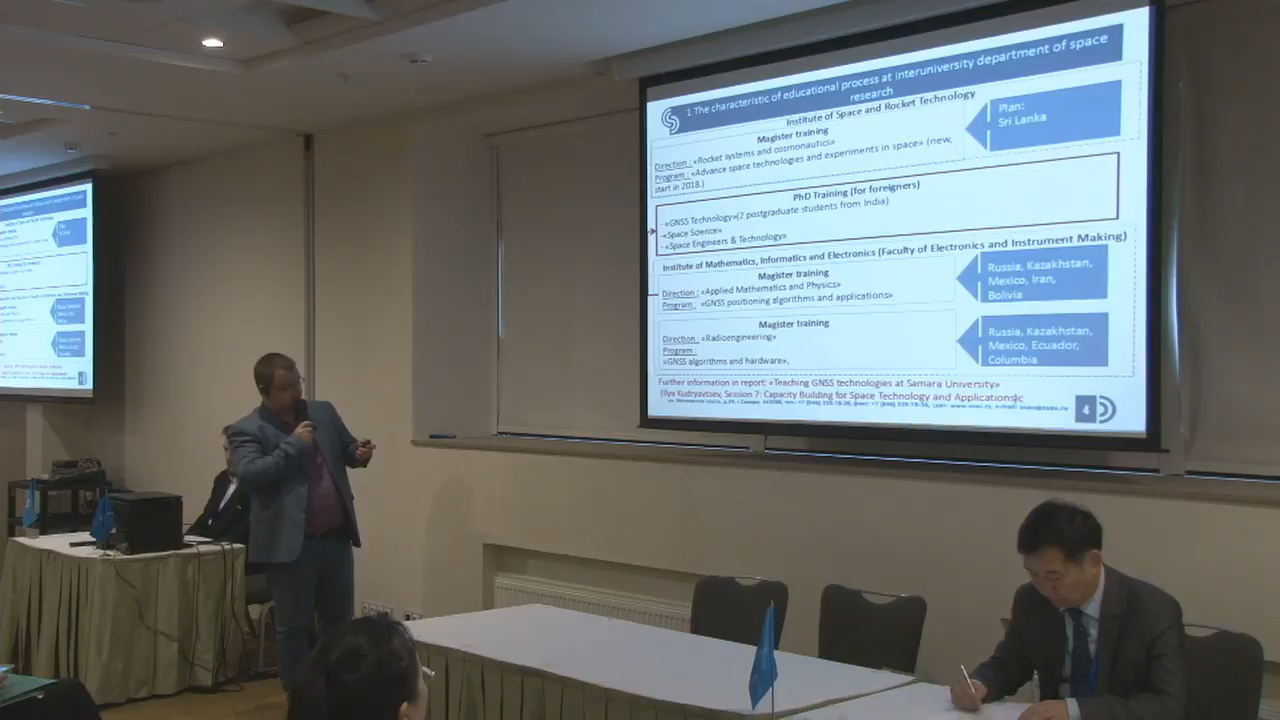 1 The characteristic of educational process at interuniversity department of space
research
Institute of Space and Rocket Technology
Magister training
Direction : «Rocket systems and cosmonautics»
Program : «Advance space technologies and experiments in space» (new,
start in 2018.)
Plan:
Sri Lanka
PhD Training (for foreigners)
- «GNSS Technology»(2 postgraduate students from India)
-«Space Science»
- «Space Engineers & Technology»
Institute of Mathematics, Informatics and Electronics (Faculty of Electronics and Instrument Making)
Magister training
Direction : «Applied Mathematics and Physics»
Program : «GNSS positioning algorithms and applications»
Russia, Kazakhstan,
Mexico, Iran,
Bolivia
Magister training
Direction : «Radioengineering»
Program :
«GNSS algorithms and hardware»,
Russia, Kazakhstan,
Mexico, Ecuador,
Columbia
Further information in report: «Teaching GNSS technologies at Samara University»
(Ilya Kudryavtsev, Session 7: Capacity Building for Space Technology and Applications)c
4